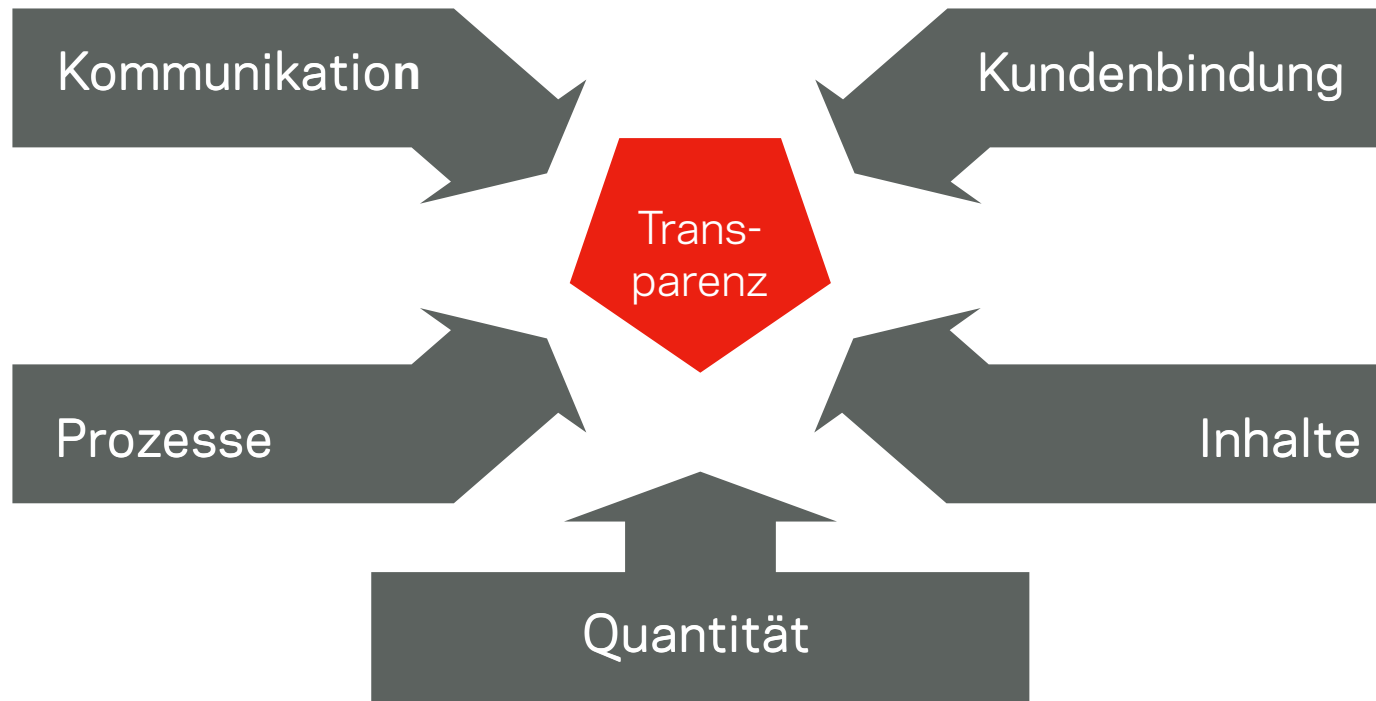 Kommunikation
Kundenbindung
Trans-
parenz
Prozesse
Inhalte
Quantität